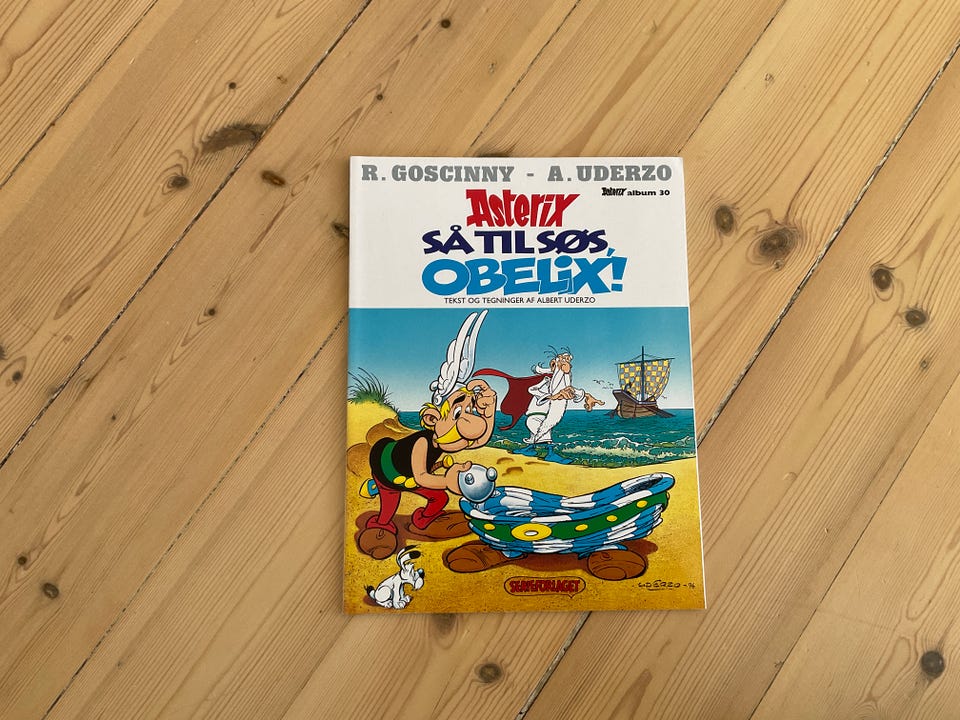 R. GOSCINNY - A. UDERZO
Asterix album 30
Asterix
SÅ TIL SØS,
OBELIX!
TEKST OG TEGNINGER AF ALBERT UDERZO
SERIEFORLAGET
UDERZO - 96